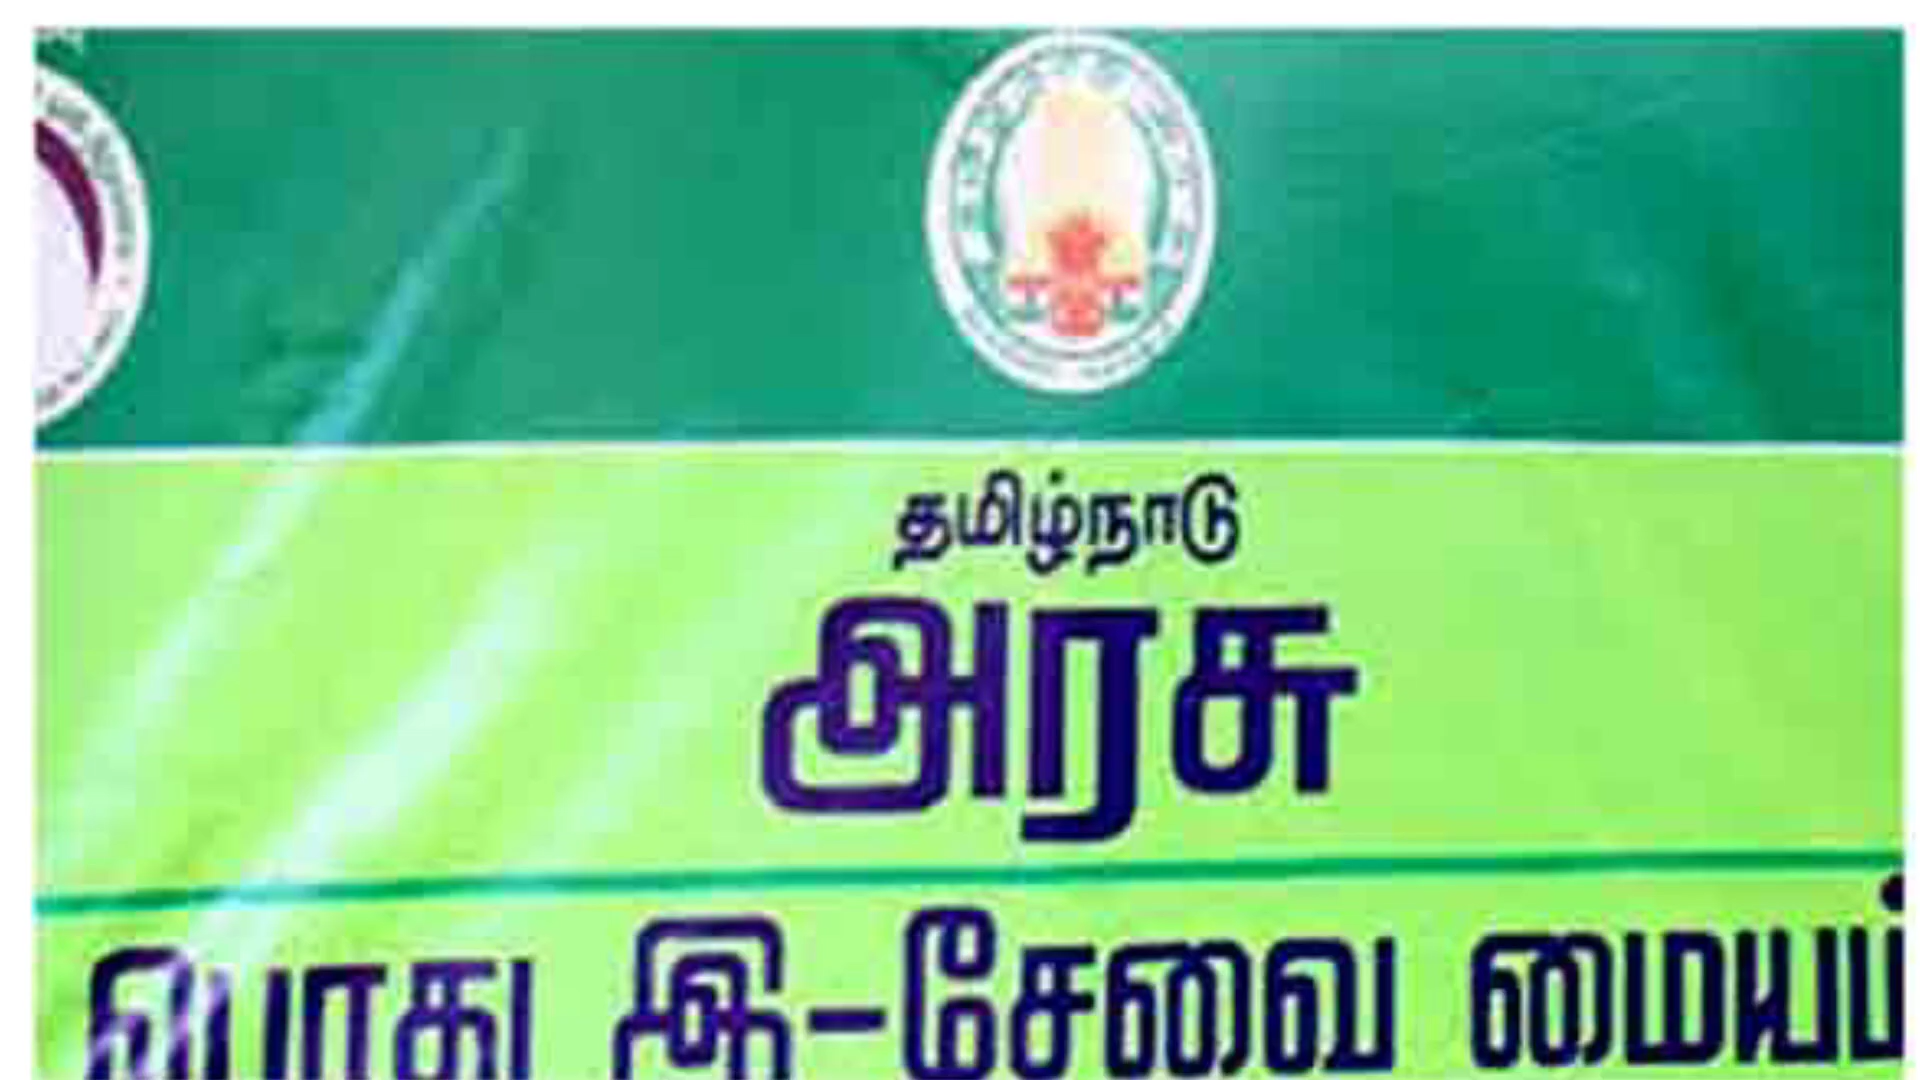 தமிழ்நாடு
அரசு
பொது இ-சேவை மையம்